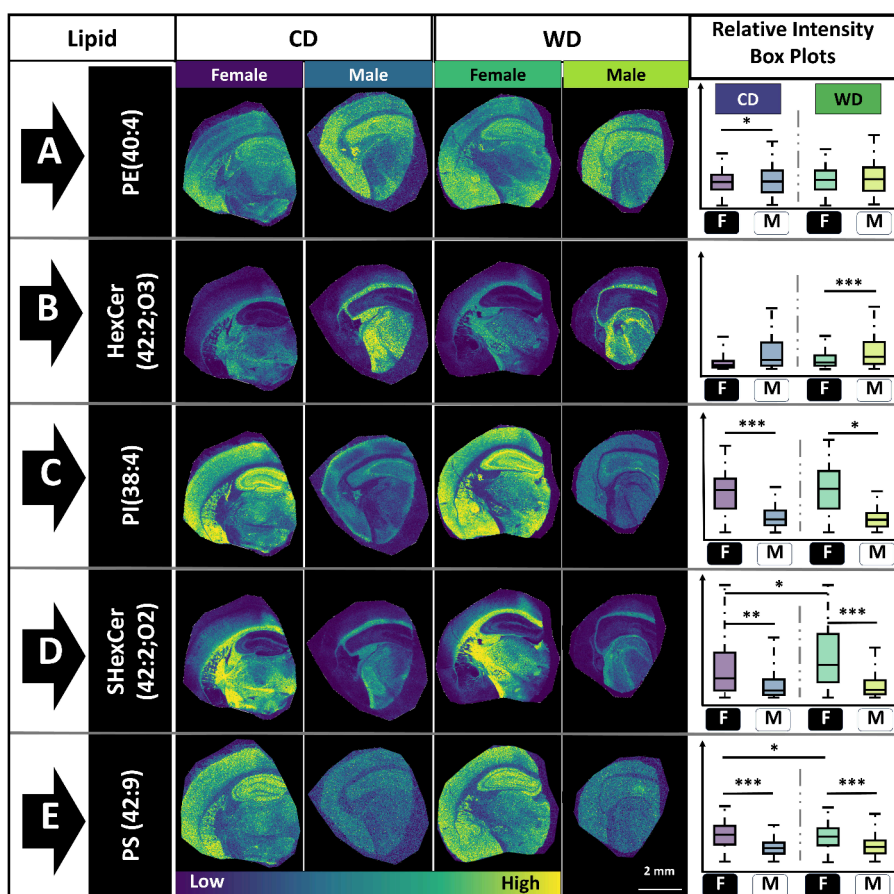 Lipid CD WD Relative Intensity
Box Plots
Female Male Female Male
A PE(40:4) CD WD
*
F M F M
B HexCer
(42:2;O3)
***
F M F M
C PI(38:4)
*** *
F M F M
D SHexCer
(42:2;O2)
*
** ***
F M F M
E PS (42:9)
*
*** ***
F M F M
Low High 2 mm